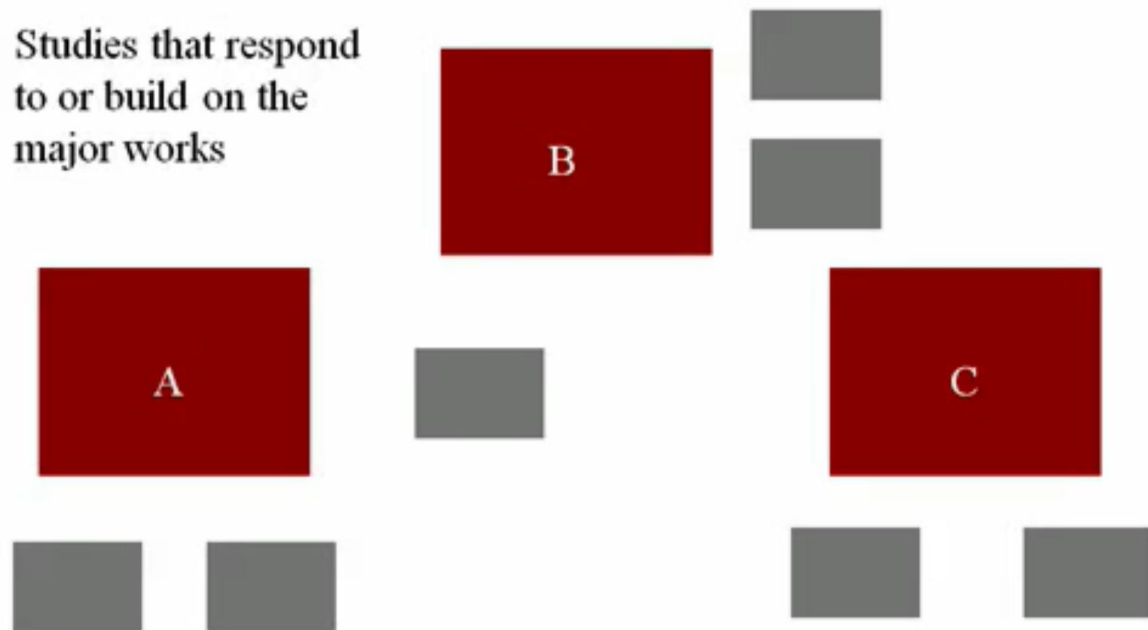 Studies that respond
to or build on the
major works
B
A
C